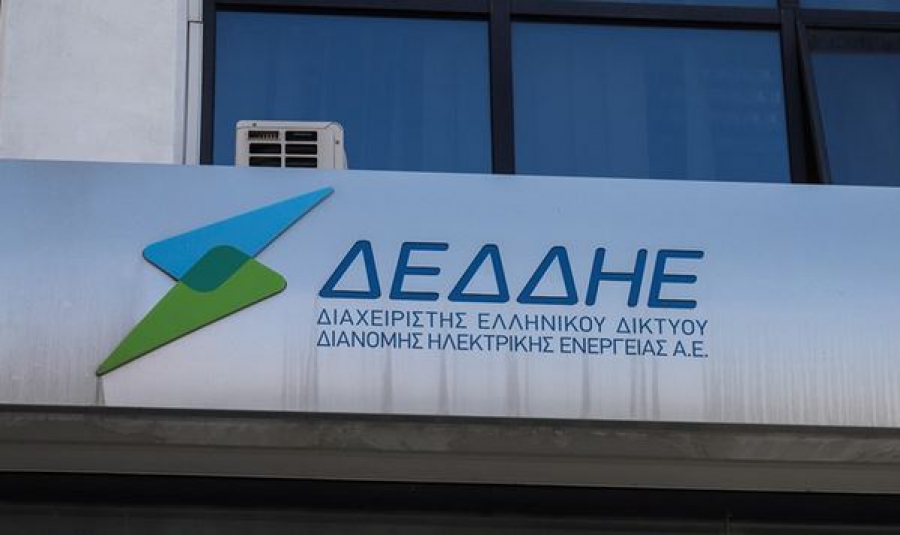 ΔΕΔΔΗΕ
ΔΙΑΧΕΙΡΙΣΤΗΣ ΕΛΛΗΝΙΚΟΥ ΔΙΚΤΥΟΥ
ΔΙΑΝΟΜΗΣ ΗΛΕΚΤΡΙΚΗΣ ΕΝΕΡΓΕΙΑΣ Α.Ε.